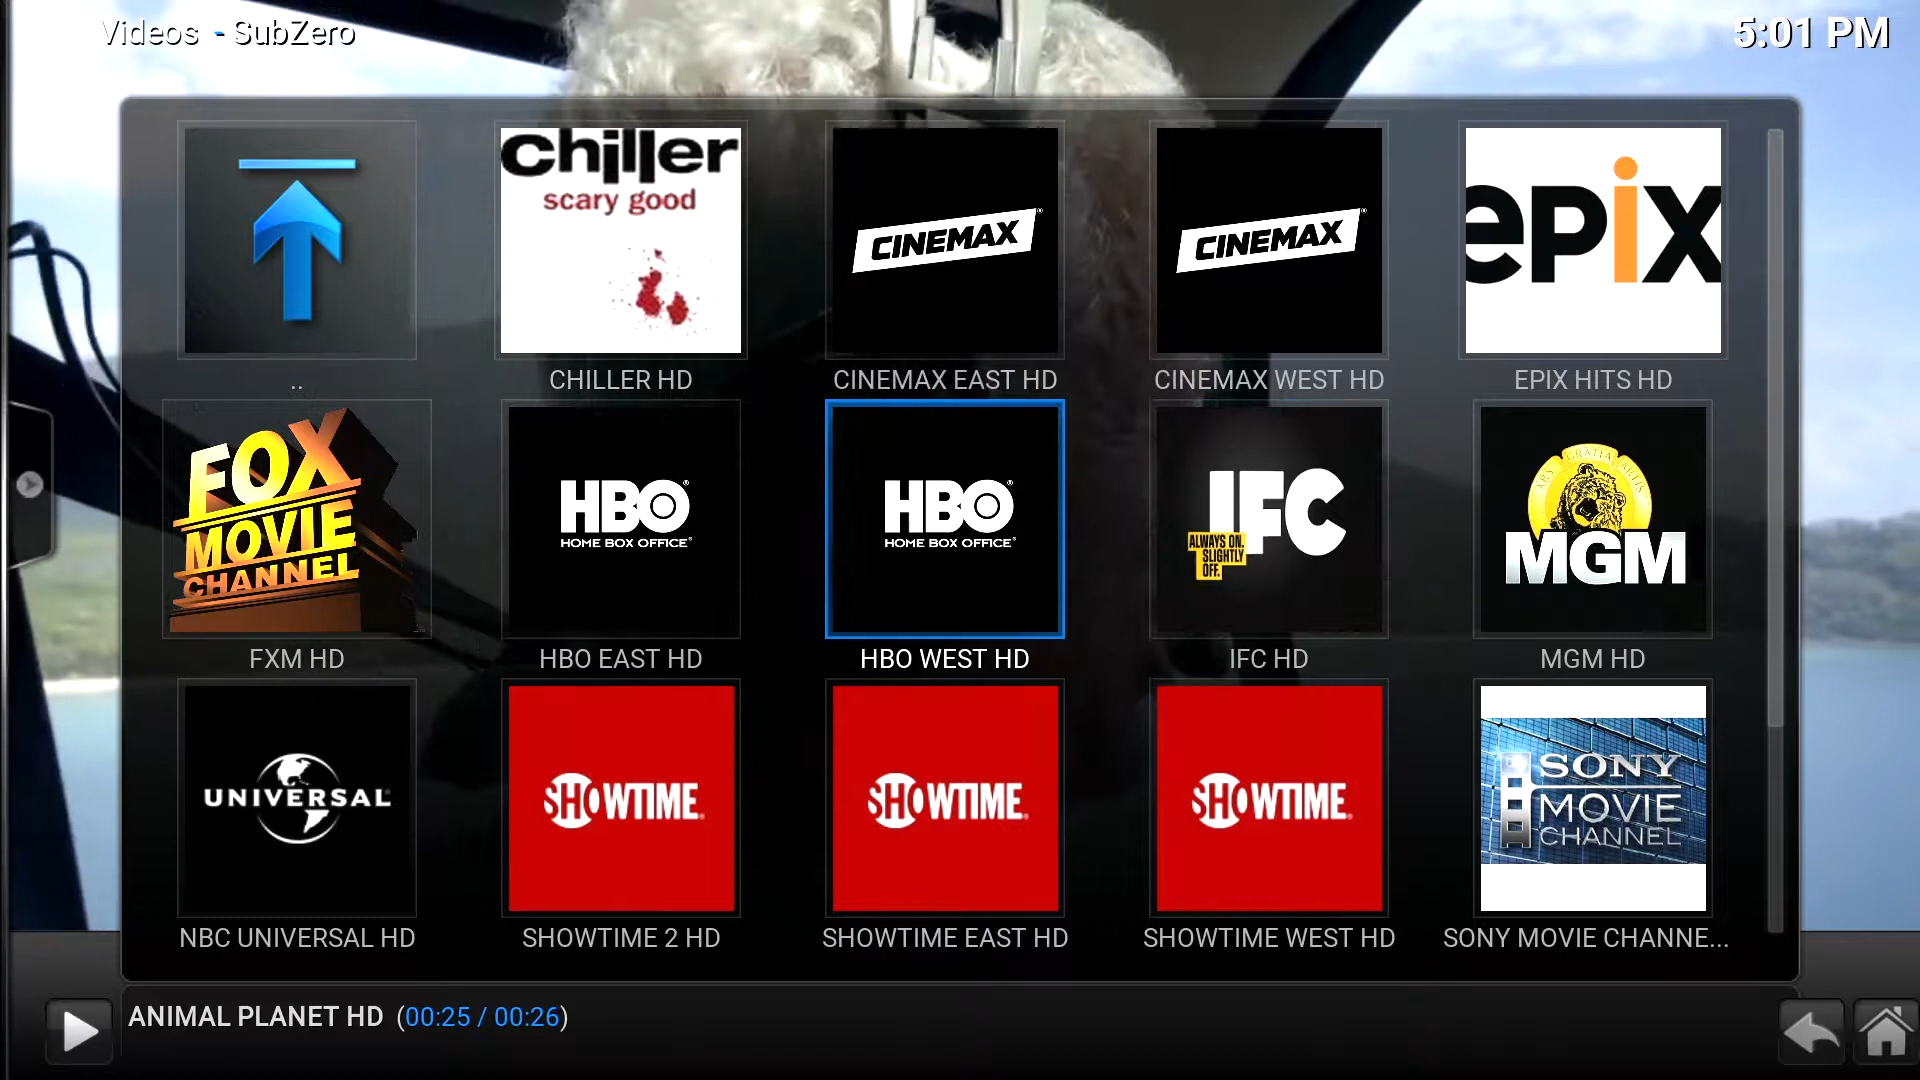 Videos - SubZero
5:01 PM
chiller
scary good
CINEMAX
CINEMAX
epix
..
CHILLER HD
CINEMAX EAST HD
CINEMAX WEST HD
EPIX HITS HD
FOX
MOVIE
CHANNEL
HBO®
HOME BOX OFFICE®
HBO®
HOME BOX OFFICE®
IFC
ALWAYS ON.
SLIGHTLY
OFF.
ARS GRATIA ARTIS
MGM
FXM HD
HBO EAST HD
HBO WEST HD
IFC HD
MGM HD
UNIVERSAL
SHOWTIME
SHOWTIME
SHOWTIME
SONY
MOVIE
CHANNEL
NBC UNIVERSAL HD
SHOWTIME 2 HD
SHOWTIME EAST HD
SHOWTIME WEST HD
SONY MOVIE CHANNE...
ANIMAL PLANET HD (00:25 / 00:26)